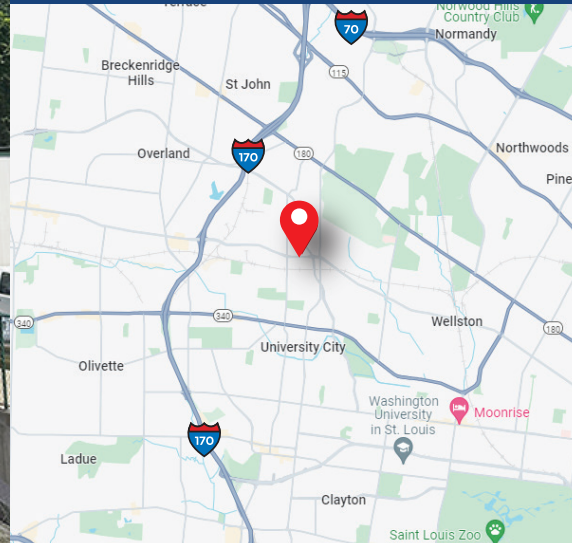 Norwood Hills
Country Club
70
Normandy
Breckenridge
Hills
115
St John
Northwoods
Overland
170
180
Pine
340
340
Wellston
180
University City
Olivette
Washington
University
in St. Louis
Moonrise
170
Ladue
Clayton
Saint Louis Zoo